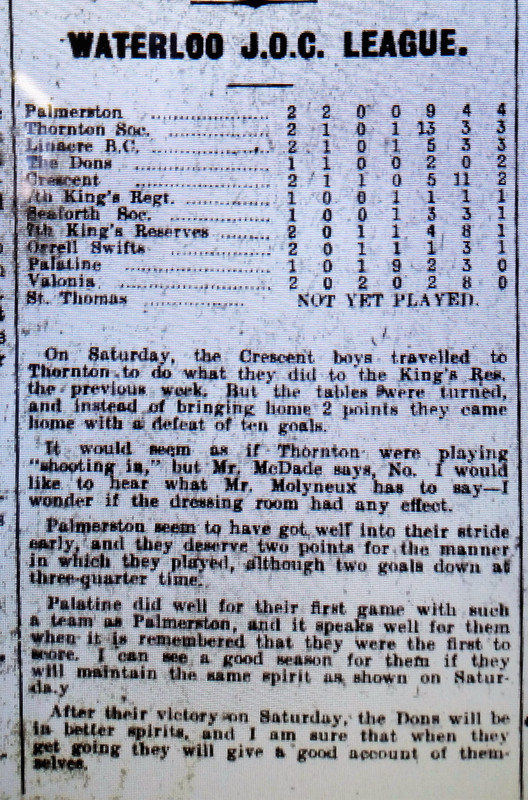 WATERLOO J.O.C. LEAGUE.
Palmerston ................ 2 2 0 0 9 4 4
Thornton Soc. ............. 2 1 0 1 13 3 3
Linacre B.C. .............. 2 1 0 1 5 3 3
The Dons ................ 1 1 0 0 2 0 2
Crescent ................ 2 1 1 0 5 11 2
7th King's Regt. ............ 1 0 0 1 1 1 1
Seaforth Soc. ............. 1 0 0 1 3 3 1
7th King's Reserves ......... 2 0 1 1 4 8 1
Orrell Swifts ............. 2 0 1 1 1 3 1
Palatine ................ 1 0 1 9 2 3 0
Valonia ................ 2 0 2 0 2 8 0
St. Thomas ............. NOT YET PLAYED.
On Saturday, the Crescent boys travelled to
Thornton to do what they did to the King's Res.
the previous week. But the tables were turned,
and instead of bringing home 2 points they came
home with a defeat of ten goals.
It would seem as if Thornton were playing
"shooting in," but Mr. McDade says, No. I would
like to hear what Mr. Molyneux has to say—I
wonder if the dressing room had any effect.
Palmerston seem to have got well into their stride
early, and they deserve two points for the manner
in which they played, although two goals down at
three-quarter time.
Palatine did well for their first game with such
a team as Palmerston, and it speaks well for them
when it is remembered that they were the first to
score. I can see a good season for them if they
will maintain the same spirit as shown on Satur-
da.y
After their victory on Saturday, the Dons will be
in better spirits, and I am sure that when they
get going they will give a good account of them-
selves.